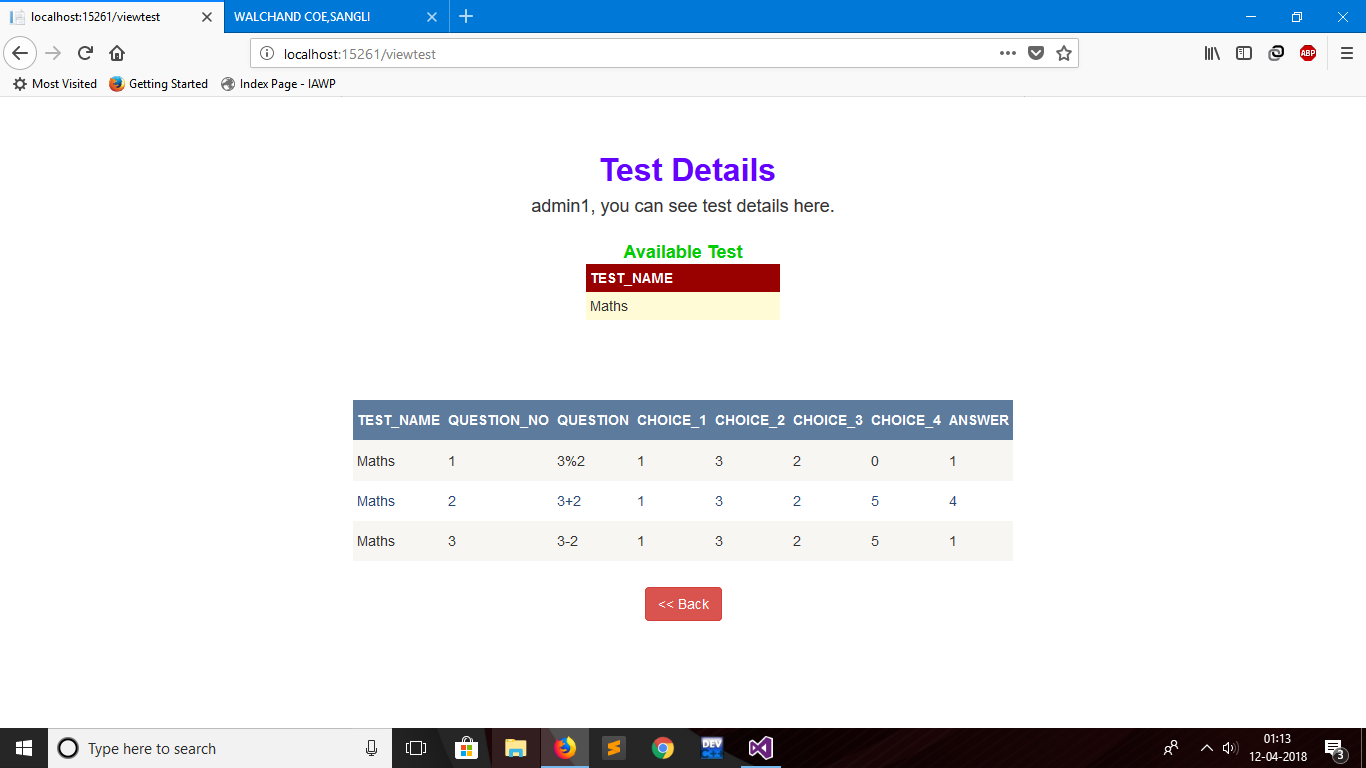 localhost:15261/viewtest
WALCHAND COE,SANGLI
localhost:15261/viewtest
ABP
Most Visited
Getting Started
Index Page - IAWP
Test Details
admin1, you can see test details here.
Available Test
TEST_NAME
Maths
TEST_NAME QUESTION_NO QUESTION CHOICE_1 CHOICE_2 CHOICE_3 CHOICE_4 ANSWER
Maths 1 3%2 1 3 2 0 1
Maths 2 3+2 1 3 2 5 4
Maths 3 3-2 1 3 2 5 1
<< Back
Type here to search
DEV
01:13
12-04-2018
3